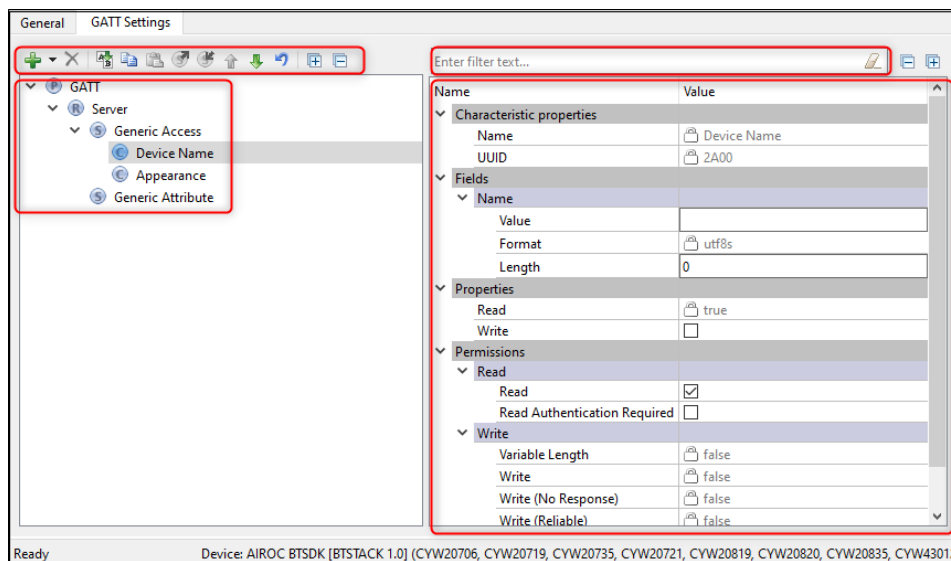 General GATT Settings
Enter filter text...
P GATT
R Server
S Generic Access
C Device Name
C Appearance
S Generic Attribute
Name Value
Characteristic properties
Name Device Name
UUID 2A00
Fields
Name
Value
Format utf8s
Length 0
Properties
Read true
Write
Permissions
Read
Read
Read Authentication Required
Write
Variable Length false
Write false
Write (No Response) false
Write (Reliable) false
Ready Device: AIROC BTSDK [BTSTACK 1.0] (CYW20706, CYW20719, CYW20735, CYW20721, CYW20819, CYW20820, CYW20835, CYW4301